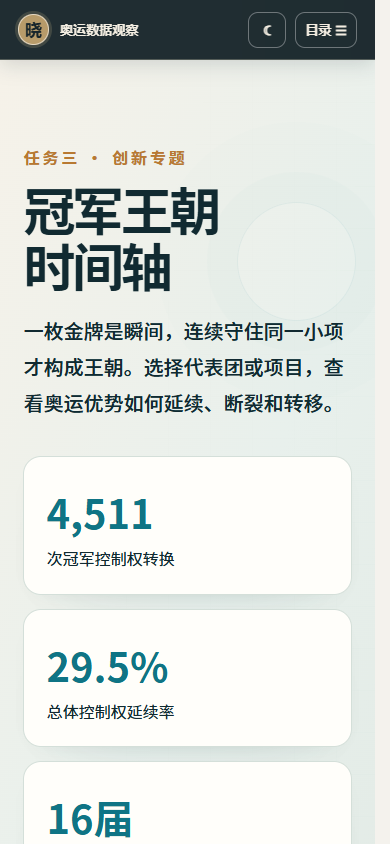 晓 奥运数据观察 目录
任务三 · 创新专题
冠军王朝
时间轴
一枚金牌是瞬间，连续守住同一小项
才构成王朝。选择代表团或项目，查
看奥运优势如何延续、断裂和转移。
4,511
次冠军控制权转换
29.5%
总体控制权延续率
16届